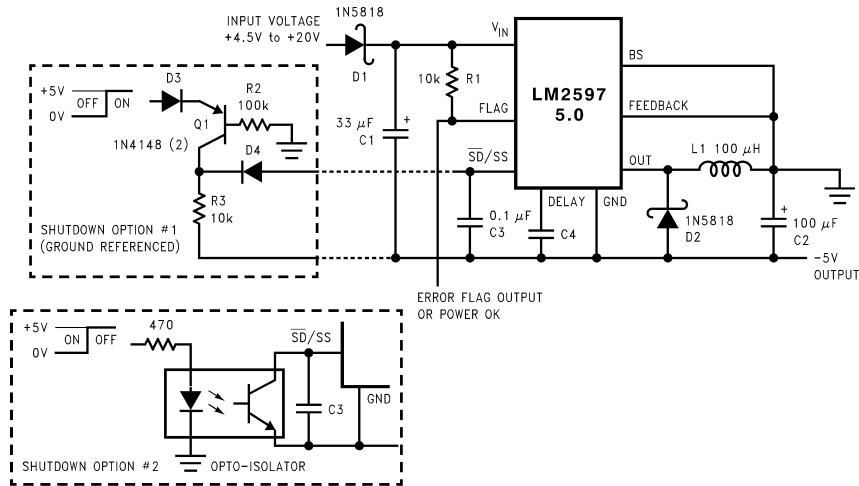 INPUT VOLTAGE
+4.5V to +20V
1N5818
D1
VIN
10k
R1
FLAG
33 μF
C1
+
LM2597
5.0
BS
FEEDBACK
OUT
L1 100 μH
SD/SS
0.1 μF
C3
DELAY
C4
GND
1N5818
D2
+
100 μF
C2
-5V
OUTPUT
ERROR FLAG OUTPUT
OR POWER OK
+5V
OFF
ON
0V
D3
Q1
R2
100k
1N4148 (2)
D4
R3
10k
SHUTDOWN OPTION #1
(GROUND REFERENCED)
+5V
ON
OFF
0V
470
SD/SS
C3
GND
SHUTDOWN OPTION #2
OPTO-ISOLATOR